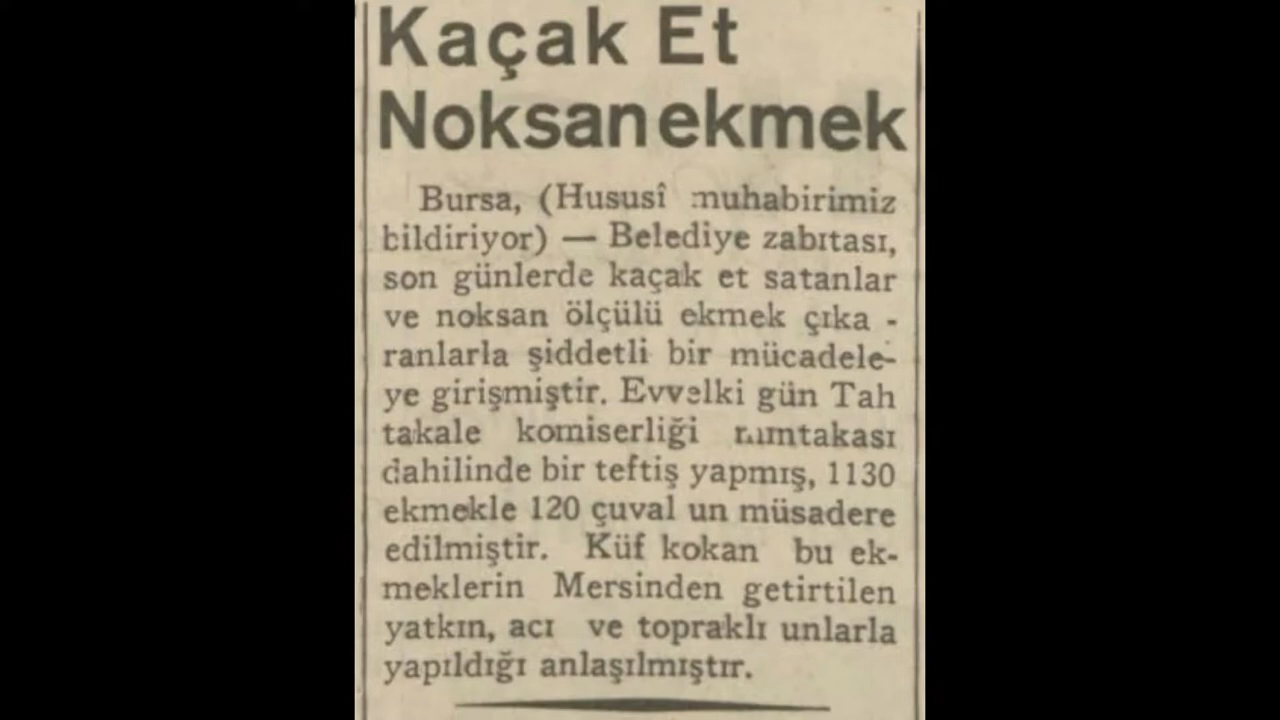 Kaçak Et
Noksan ekmek
Bursa, (Hususî muhabirimiz
bildiriyor) — Belediye zabıtası,
son günlerde kaçak et satanlar
ve noksan ölçülü ekmek çıka -
ranlarla şiddetli bir mücadele-
ye girişmiştir. Evvelki gün Tah
takale komiserliği mıntakası
dahilinde bir teftiş yapmış, 1130
ekmekle 120 çuval un müsadere
edilmiştir. Küf kokan bu ek-
meklerin Mersinden getirtilen
yatkın, acı ve topraklı unlarla
yapıldığı anlaşılmıştır.